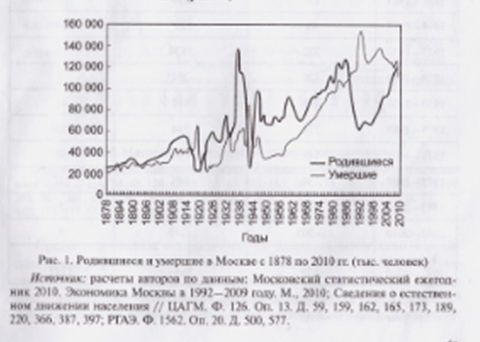 160 000
140 000
120 000
100 000
80 000
60 000
40 000
20 000
0
1878 1884 1890 1896 1902 1908 1914 1920 1926 1932 1938 1944 1950 1956 1962 1968 1974 1980 1986 1992 1998 2004 2010
Родившиеся
Умершие
Годы
Рис. 1. Родившиеся и умершие в Москве с 1878 по 2010 гг. (тыс. человек)
Источник: расчеты авторов по данным: Московский статистический ежегод-
ник 2010. Экономика Москвы в 1992—2009 году. М., 2010; Сведения о естествен-
ном движении населения // ЦАГМ. Ф. 126. Оп. 13. Д. 59, 159, 162, 165, 173, 189,
220, 366, 387, 397; РГАЭ. Ф. 1562. Оп. 20. Д. 500, 577.